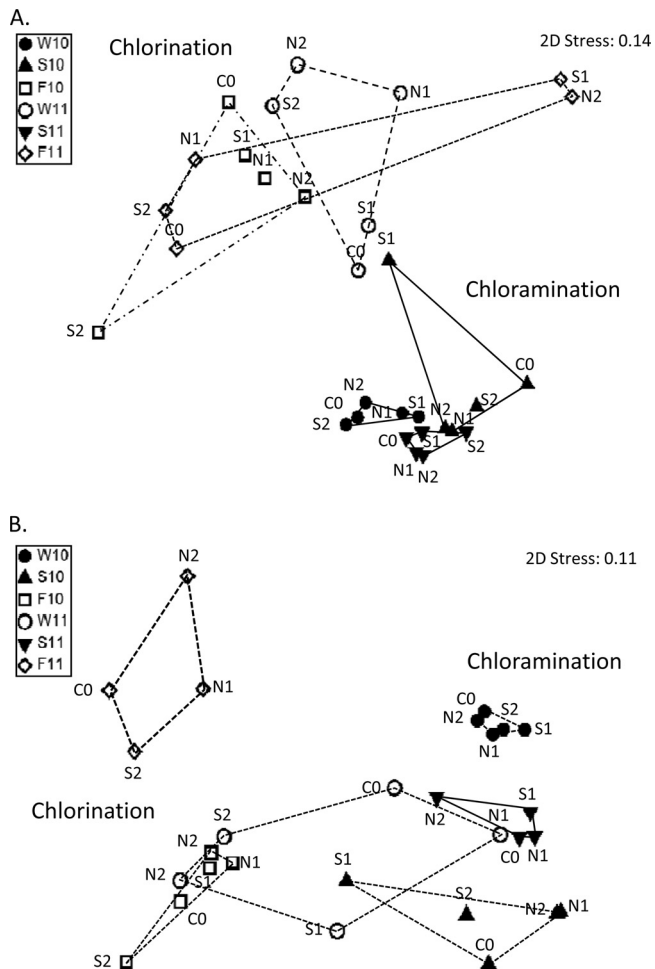 A.
W10
S10
F10
W11
S11
F11
Chlorination
2D Stress: 0.14
N2
C0
S1
N2
S2
N1
N1
S1
N1
N2
S2
C0
S1
C0
S1
Chloramination
S2
C0
N2
C0
N1
S1
S2
N2
N1
S2
C0
S1
S2
N1
N2
B.
W10
S10
F10
W11
S11
F11
2D Stress: 0.11
N2
Chloramination
C0
N1
C0
S2
N2
S1
N1
S2
C0
Chlorination
S2
N2
S1
N1
N2
N1
C0
N1
N2
S1
S1
C0
S2
N2
N1
S1
C0
S2